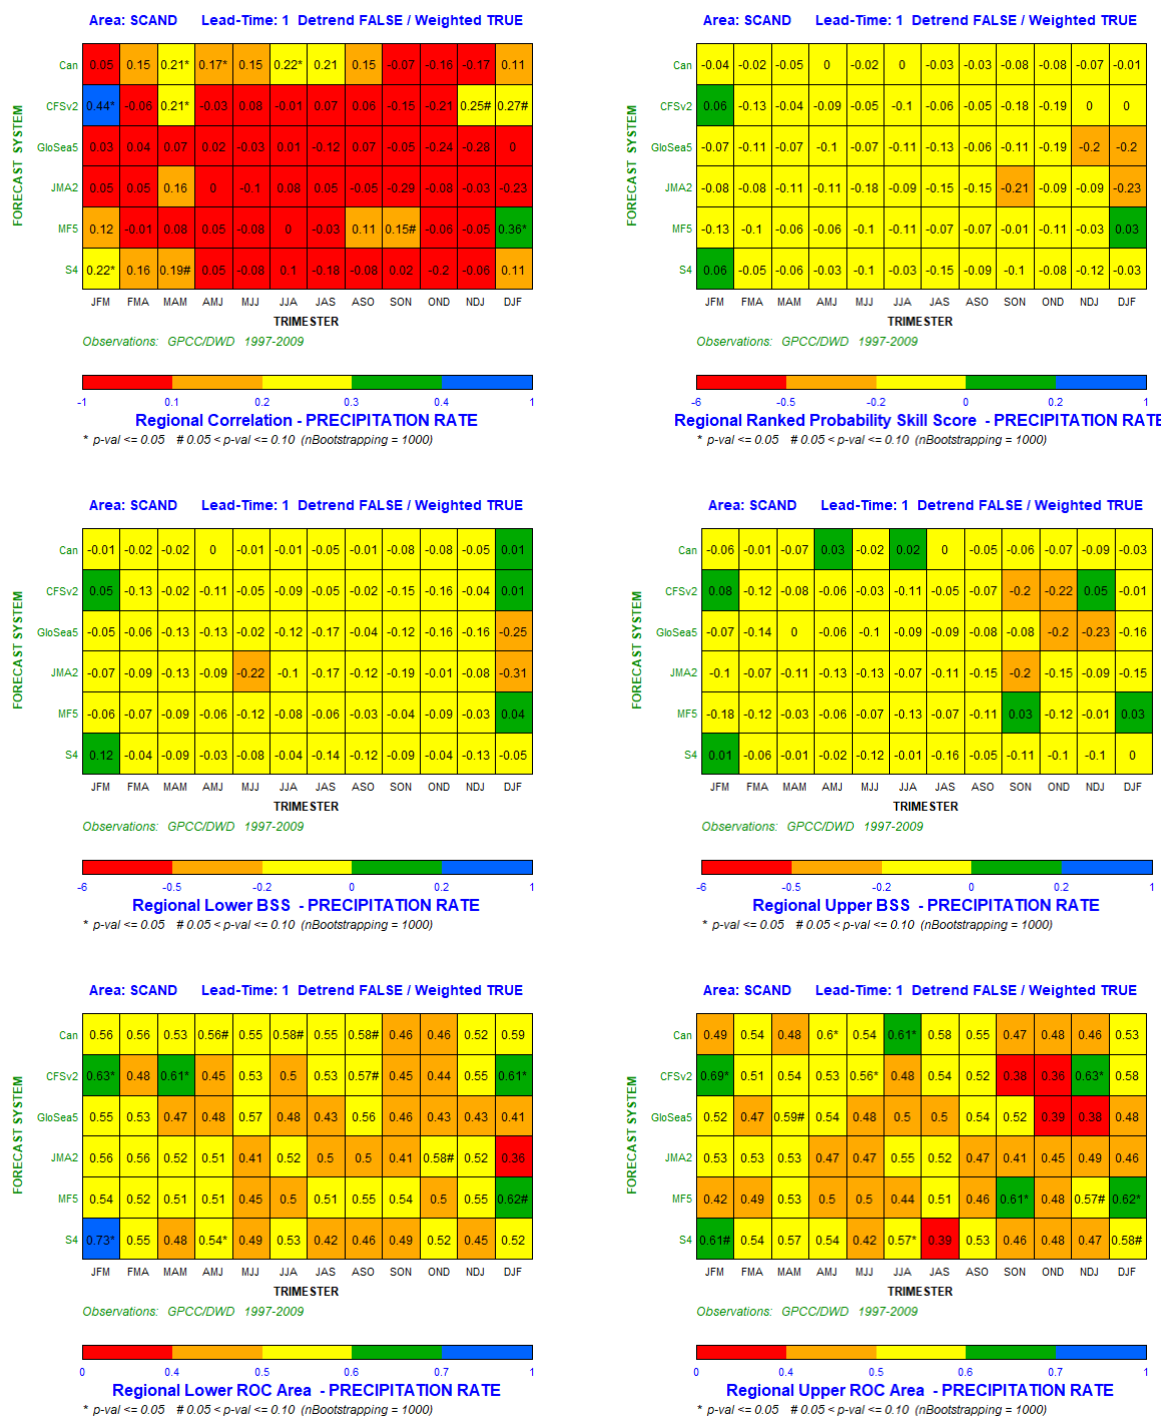 Area: SCAND Lead-Time: 1 Detrend FALSE / Weighted TRUE
FORECAST SYSTEM
Can 0.05 0.15 0.21* 0.17* 0.15 0.22* 0.21 0.15 -0.07 -0.16 -0.17 0.11
CFSv2 0.44* -0.06 0.21* -0.03 0.08 -0.01 0.07 0.06 -0.15 -0.21 0.25# 0.27#
GloSea5 0.03 0.04 0.07 0.02 -0.03 0.01 -0.12 0.07 -0.05 -0.24 -0.28 0
JMA2 0.05 0.05 0.16 0 -0.1 0.08 0.05 -0.05 -0.29 -0.08 -0.03 -0.23
MF5 0.12 -0.01 0.08 0.05 -0.08 0 -0.03 0.11 0.15# -0.06 -0.05 0.36*
S4 0.22* 0.16 0.19# 0.05 -0.08 0.1 -0.18 -0.08 0.02 -0.2 -0.06 0.11
JFM FMA MAM AMJ MJJ JJA JAS ASO SON OND NDJ DJF
TRIMESTER
Observations: GPCC/DWD 1997-2009
-1 0.1 0.2 0.3 0.4 1
Regional Correlation - PRECIPITATION RATE
* p-val <= 0.05 # 0.05 < p-val <= 0.10 (nBootstrapping = 1000)
Area: SCAND Lead-Time: 1 Detrend FALSE / Weighted TRUE
FORECAST SYSTEM
Can -0.04 -0.02 -0.05 0 -0.02 0 -0.03 -0.03 -0.08 -0.08 -0.07 -0.01
CFSv2 0.06 -0.13 -0.04 -0.09 -0.05 -0.1 -0.06 -0.05 -0.18 -0.19 0 0
GloSea5 -0.07 -0.11 -0.07 -0.1 -0.07 -0.11 -0.13 -0.06 -0.11 -0.19 -0.2 -0.2
JMA2 -0.08 -0.08 -0.11 -0.11 -0.18 -0.09 -0.15 -0.15 -0.21 -0.09 -0.09 -0.23
MF5 -0.13 -0.1 -0.06 -0.06 -0.1 -0.11 -0.07 -0.07 -0.01 -0.11 -0.03 0.03
S4 0.06 -0.05 -0.06 -0.03 -0.1 -0.03 -0.15 -0.09 -0.1 -0.08 -0.12 -0.03
JFM FMA MAM AMJ MJJ JJA JAS ASO SON OND NDJ DJF
TRIMESTER
Observations: GPCC/DWD 1997-2009
-6 -0.5 -0.2 0 0.2 1
Regional Ranked Probability Skill Score - PRECIPITATION RATE
* p-val <= 0.05 # 0.05 < p-val <= 0.10 (nBootstrapping = 1000)
Area: SCAND Lead-Time: 1 Detrend FALSE / Weighted TRUE
FORECAST SYSTEM
Can -0.01 -0.02 -0.02 0 -0.01 -0.01 -0.05 -0.01 -0.08 -0.08 -0.05 0.01
CFSv2 0.05 -0.13 -0.02 -0.11 -0.05 -0.09 -0.05 -0.02 -0.15 -0.16 -0.04 0.01
GloSea5 -0.05 -0.06 -0.13 -0.13 -0.02 -0.12 -0.17 -0.04 -0.12 -0.16 -0.16 -0.25
JMA2 -0.07 -0.09 -0.13 -0.09 -0.22 -0.1 -0.17 -0.12 -0.19 -0.01 -0.08 -0.31
MF5 -0.06 -0.07 -0.09 -0.06 -0.12 -0.08 -0.06 -0.03 -0.04 -0.09 -0.03 0.04
S4 0.12 -0.04 -0.09 -0.03 -0.08 -0.04 -0.14 -0.12 -0.09 -0.04 -0.13 -0.05
JFM FMA MAM AMJ MJJ JJA JAS ASO SON OND NDJ DJF
TRIMESTER
Observations: GPCC/DWD 1997-2009
-6 -0.5 -0.2 0 0.2 1
Regional Lower BSS - PRECIPITATION RATE
* p-val <= 0.05 # 0.05 < p-val <= 0.10 (nBootstrapping = 1000)
Area: SCAND Lead-Time: 1 Detrend FALSE / Weighted TRUE
FORECAST SYSTEM
Can -0.06 -0.01 -0.07 0.03 -0.02 0.02 0 -0.05 -0.06 -0.07 -0.09 -0.03
CFSv2 0.08 -0.12 -0.08 -0.06 -0.03 -0.11 -0.05 -0.07 -0.2 -0.22 0.05 -0.01
GloSea5 -0.07 -0.14 0 -0.06 -0.1 -0.09 -0.09 -0.08 -0.08 -0.2 -0.23 -0.16
JMA2 -0.1 -0.07 -0.11 -0.13 -0.13 -0.07 -0.11 -0.15 -0.2 -0.15 -0.09 -0.15
MF5 -0.18 -0.12 -0.03 -0.06 -0.07 -0.13 -0.07 -0.11 0.03 -0.12 -0.01 0.03
S4 0.01 -0.06 -0.01 -0.02 -0.12 -0.01 -0.16 -0.05 -0.11 -0.1 -0.1 0
JFM FMA MAM AMJ MJJ JJA JAS ASO SON OND NDJ DJF
TRIMESTER
Observations: GPCC/DWD 1997-2009
-6 -0.5 -0.2 0 0.2 1
Regional Upper BSS - PRECIPITATION RATE
* p-val <= 0.05 # 0.05 < p-val <= 0.10 (nBootstrapping = 1000)
Area: SCAND Lead-Time: 1 Detrend FALSE / Weighted TRUE
FORECAST SYSTEM
Can 0.56 0.56 0.53 0.56# 0.55 0.58# 0.55 0.58# 0.46 0.46 0.52 0.59
CFSv2 0.63* 0.48 0.61* 0.45 0.53 0.5 0.53 0.57# 0.45 0.44 0.55 0.61*
GloSea5 0.55 0.53 0.47 0.48 0.57 0.48 0.43 0.56 0.46 0.43 0.43 0.41
JMA2 0.56 0.56 0.52 0.51 0.41 0.52 0.5 0.5 0.41 0.58# 0.52 0.36
MF5 0.54 0.52 0.51 0.51 0.45 0.5 0.51 0.55 0.54 0.5 0.55 0.62#
S4 0.73* 0.55 0.48 0.54* 0.49 0.53 0.42 0.46 0.49 0.52 0.45 0.52
JFM FMA MAM AMJ MJJ JJA JAS ASO SON OND NDJ DJF
TRIMESTER
Observations: GPCC/DWD 1997-2009
0 0.4 0.5 0.6 0.7 1
Regional Lower ROC Area - PRECIPITATION RATE
* p-val <= 0.05 # 0.05 < p-val <= 0.10 (nBootstrapping = 1000)
Area: SCAND Lead-Time: 1 Detrend FALSE / Weighted TRUE
FORECAST SYSTEM
Can 0.49 0.54 0.48 0.6* 0.54 0.61* 0.58 0.55 0.47 0.48 0.46 0.53
CFSv2 0.69* 0.51 0.54 0.53 0.56* 0.48 0.54 0.52 0.38 0.36 0.63* 0.58
GloSea5 0.52 0.47 0.59# 0.54 0.48 0.5 0.5 0.54 0.52 0.39 0.38 0.48
JMA2 0.53 0.53 0.53 0.47 0.47 0.55 0.52 0.47 0.41 0.45 0.49 0.46
MF5 0.42 0.49 0.53 0.5 0.5 0.44 0.51 0.46 0.61* 0.48 0.57# 0.62*
S4 0.61# 0.54 0.57 0.54 0.42 0.57* 0.39 0.53 0.46 0.48 0.47 0.58#
JFM FMA MAM AMJ MJJ JJA JAS ASO SON OND NDJ DJF
TRIMESTER
Observations: GPCC/DWD 1997-2009
0 0.4 0.5 0.6 0.7 1
Regional Upper ROC Area - PRECIPITATION RATE
* p-val <= 0.05 # 0.05 < p-val <= 0.10 (nBootstrapping = 1000)